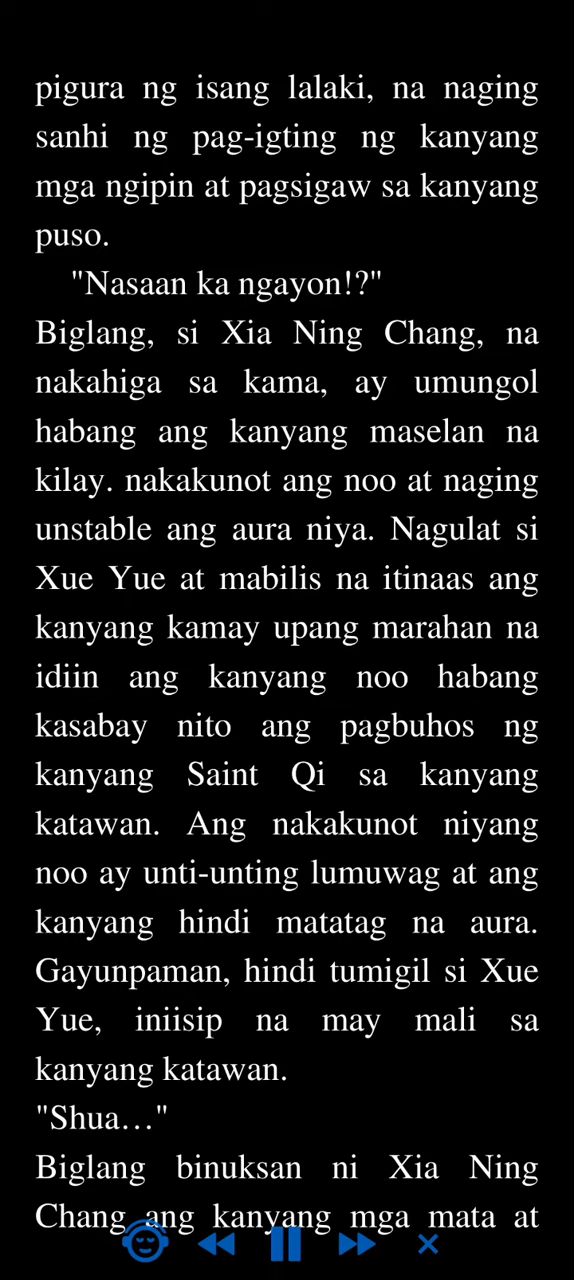 pigura ng isang lalaki, na naging
sanhi ng pag-igting ng kanyang
mga ngipin at pagsigaw sa kanyang
puso.
"Nasaan ka ngayon!?"
Biglang, si Xia Ning Chang, na
nakahiga sa kama, ay umungol
habang ang kanyang maselan na
kilay. nakakunot ang noo at naging
unstable ang aura niya. Nagulat si
Xue Yue at mabilis na itinaas ang
kanyang kamay upang marahan na
idiin ang kanyang noo habang
kasabay nito ang pagbuhos ng
kanyang Saint Qi sa kanyang
katawan. Ang nakakunot niyang
noo ay unti-unting lumuwag at ang
kanyang hindi matatag na aura.
Gayunpaman, hindi tumigil si Xue
Yue, iniisip na may mali sa
kanyang katawan.
"Shua…"
Biglang binuksan ni Xia Ning
Chang ang kanyang mga mata at